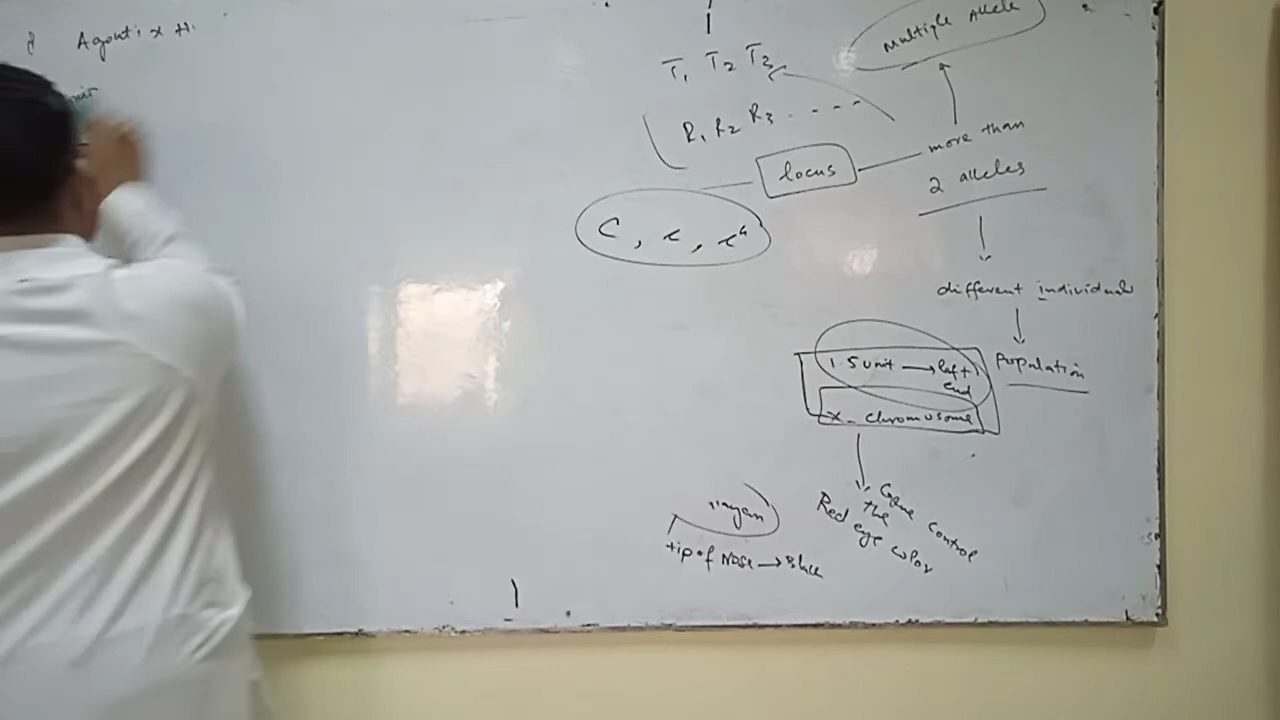 Agouti x Hi
Multiple Allele
T1 T2 T3
R1 R2 R3 . - - -
more than
2 alleles
locus
C, c,
different individuals
Population
1.5 unit → left
end
X- chromosome
Gene control
the
Red eye color
tip of Nose →